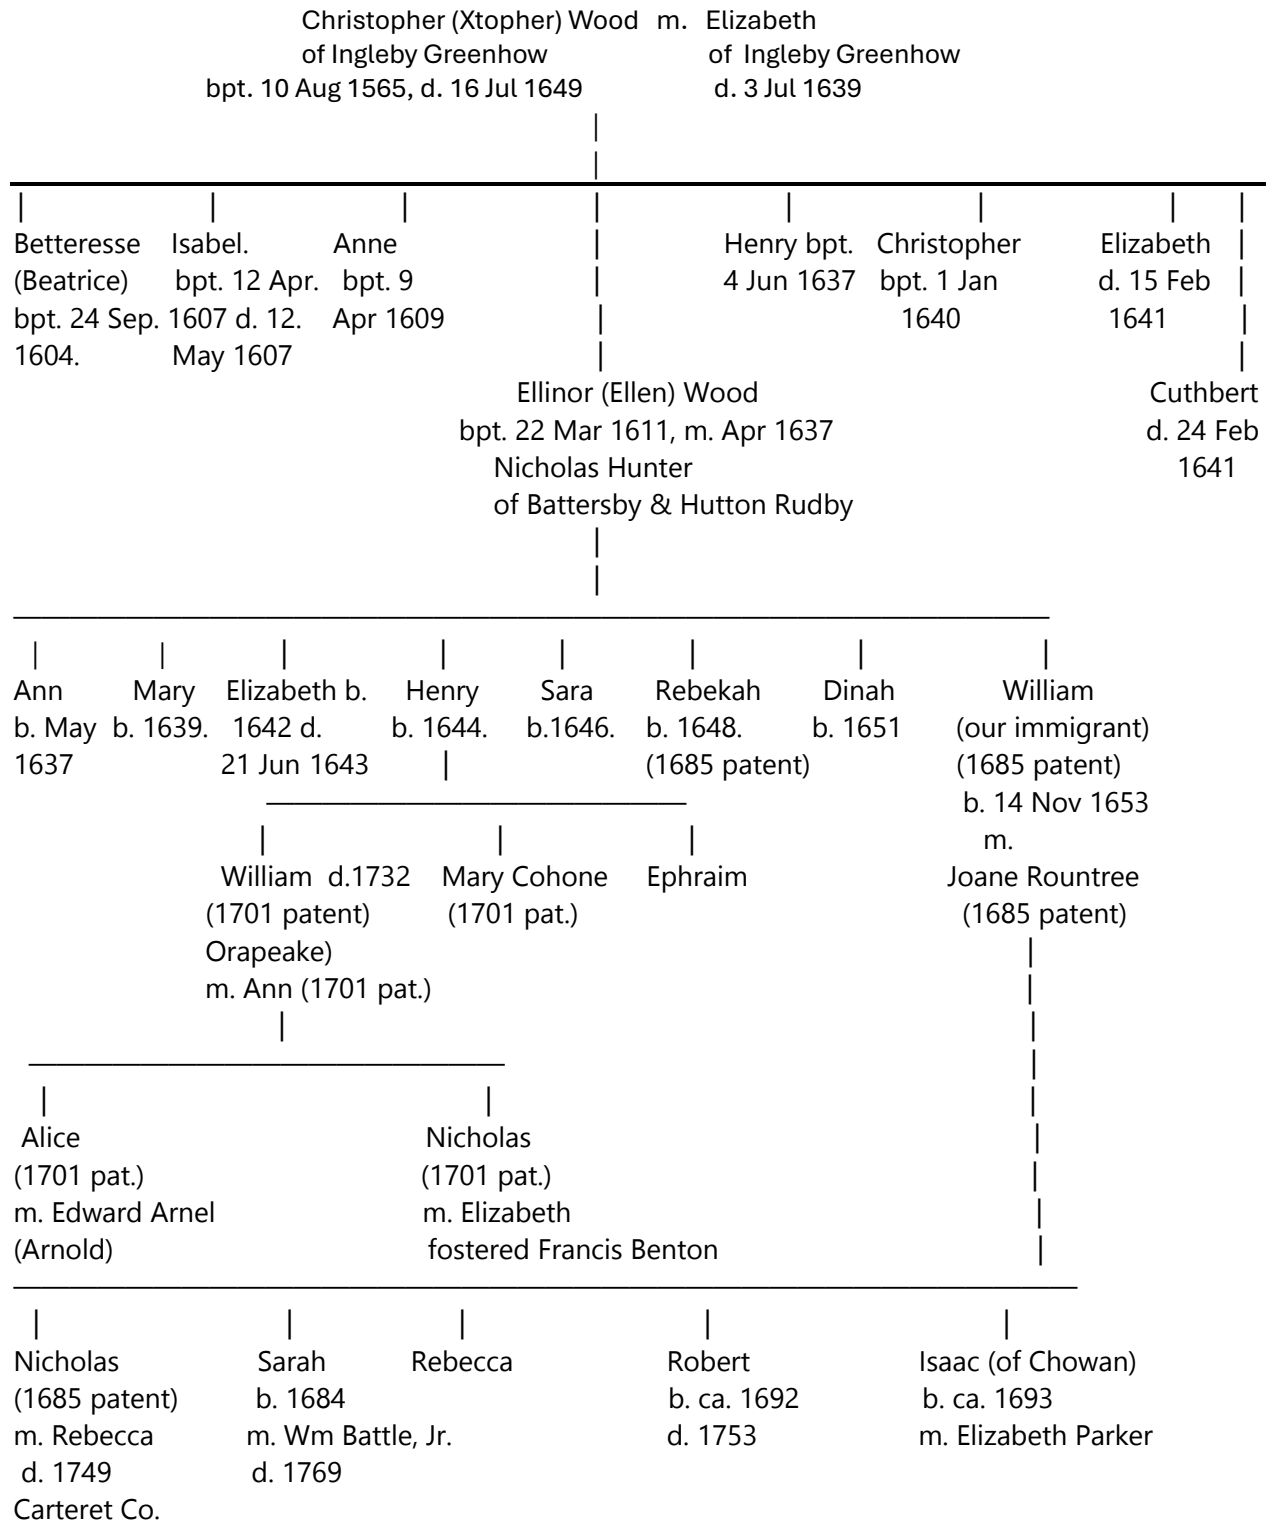 Christopher (Xtopher) Wood m. Elizabeth
of Ingleby Greenhow of Ingleby Greenhow
bpt. 10 Aug 1565, d. 16 Jul 1649 d. 3 Jul 1639
Betteresse Isabel. Anne Henry bpt. Christopher Elizabeth
(Beatrice) bpt. 12 Apr. bpt. 9 4 Jun 1637 bpt. 1 Jan d. 15 Feb
bpt. 24 Sep. 1607 d. 12. Apr 1609 1640 1641
1604. May 1607
Ellinor (Ellen) Wood Cuthbert
bpt. 22 Mar 1611, m. Apr 1637 d. 24 Feb
Nicholas Hunter 1641
of Battersby & Hutton Rudby
Ann Mary Elizabeth b. Henry Sara Rebekah Dinah William
b. May b. 1639. 1642 d. b. 1644. b.1646. b. 1648. b. 1651 (our immigrant)
1637 21 Jun 1643 (1685 patent) (1685 patent)
b. 14 Nov 1653
m.
William d.1732 Mary Cohone Ephraim Joane Rountree
(1701 patent) (1701 pat.) (1685 patent)
Orapeake)
m. Ann (1701 pat.)
Alice Nicholas
(1701 pat.) (1701 pat.)
m. Edward Arnel m. Elizabeth
(Arnold) fostered Francis Benton
Nicholas Sarah Rebecca Robert Isaac (of Chowan)
(1685 patent) b. 1684 b. ca. 1692 b. ca. 1693
m. Rebecca m. Wm Battle, Jr. d. 1753 m. Elizabeth Parker
d. 1749 d. 1769
Carteret Co.